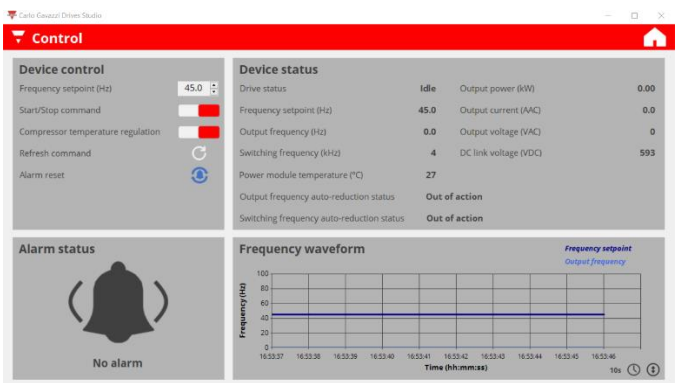 Carlo Gavazzi Drives Studio
Control
Device control
Frequency setpoint (Hz) 45.0
Start/Stop command
Compressor temperature regulation
Refresh command
Alarm reset
Device status
Drive status Idle Output power (kW) 0.00
Frequency setpoint (Hz) 45.0 Output current (AAC) 0.0
Output frequency (Hz) 0.0 Output voltage (VAC) 0
Switching frequency (kHz) 4 DC link voltage (VDC) 593
Power module temperature (°C) 27
Output frequency auto-reduction status Out of action
Switching frequency auto-reduction status Out of action
Alarm status
No alarm
Frequency waveform
Frequency setpoint
Output frequency
Frequency (Hz)
100
80
60
40
20
0
16:53:37 16:53:38 16:53:39 16:53:40 16:53:41 16:53:42 16:53:43 16:53:44 16:53:45 16:53:46
Time (hh:mm:ss)
10s